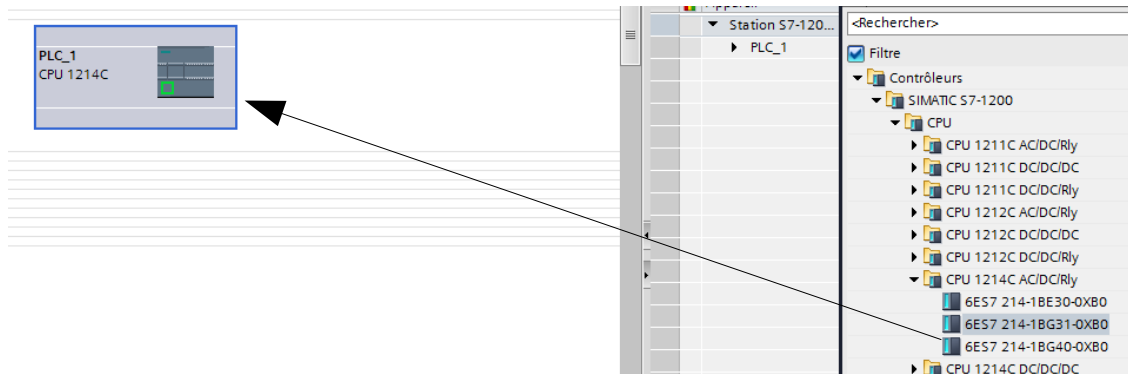 Appareil
PLC_1
CPU 1214C
Station S7-120...
PLC_1
<Rechercher>
Filtre
Contrôleurs
SIMATIC S7-1200
CPU
CPU 1211C AC/DC/Rly
CPU 1211C DC/DC/DC
CPU 1211C DC/DC/Rly
CPU 1212C AC/DC/Rly
CPU 1212C DC/DC/DC
CPU 1212C DC/DC/Rly
CPU 1214C AC/DC/Rly
6ES7 214-1BE30-0XB0
6ES7 214-1BG31-0XB0
6ES7 214-1BG40-0XB0
CPU 1214C DC/DC/DC